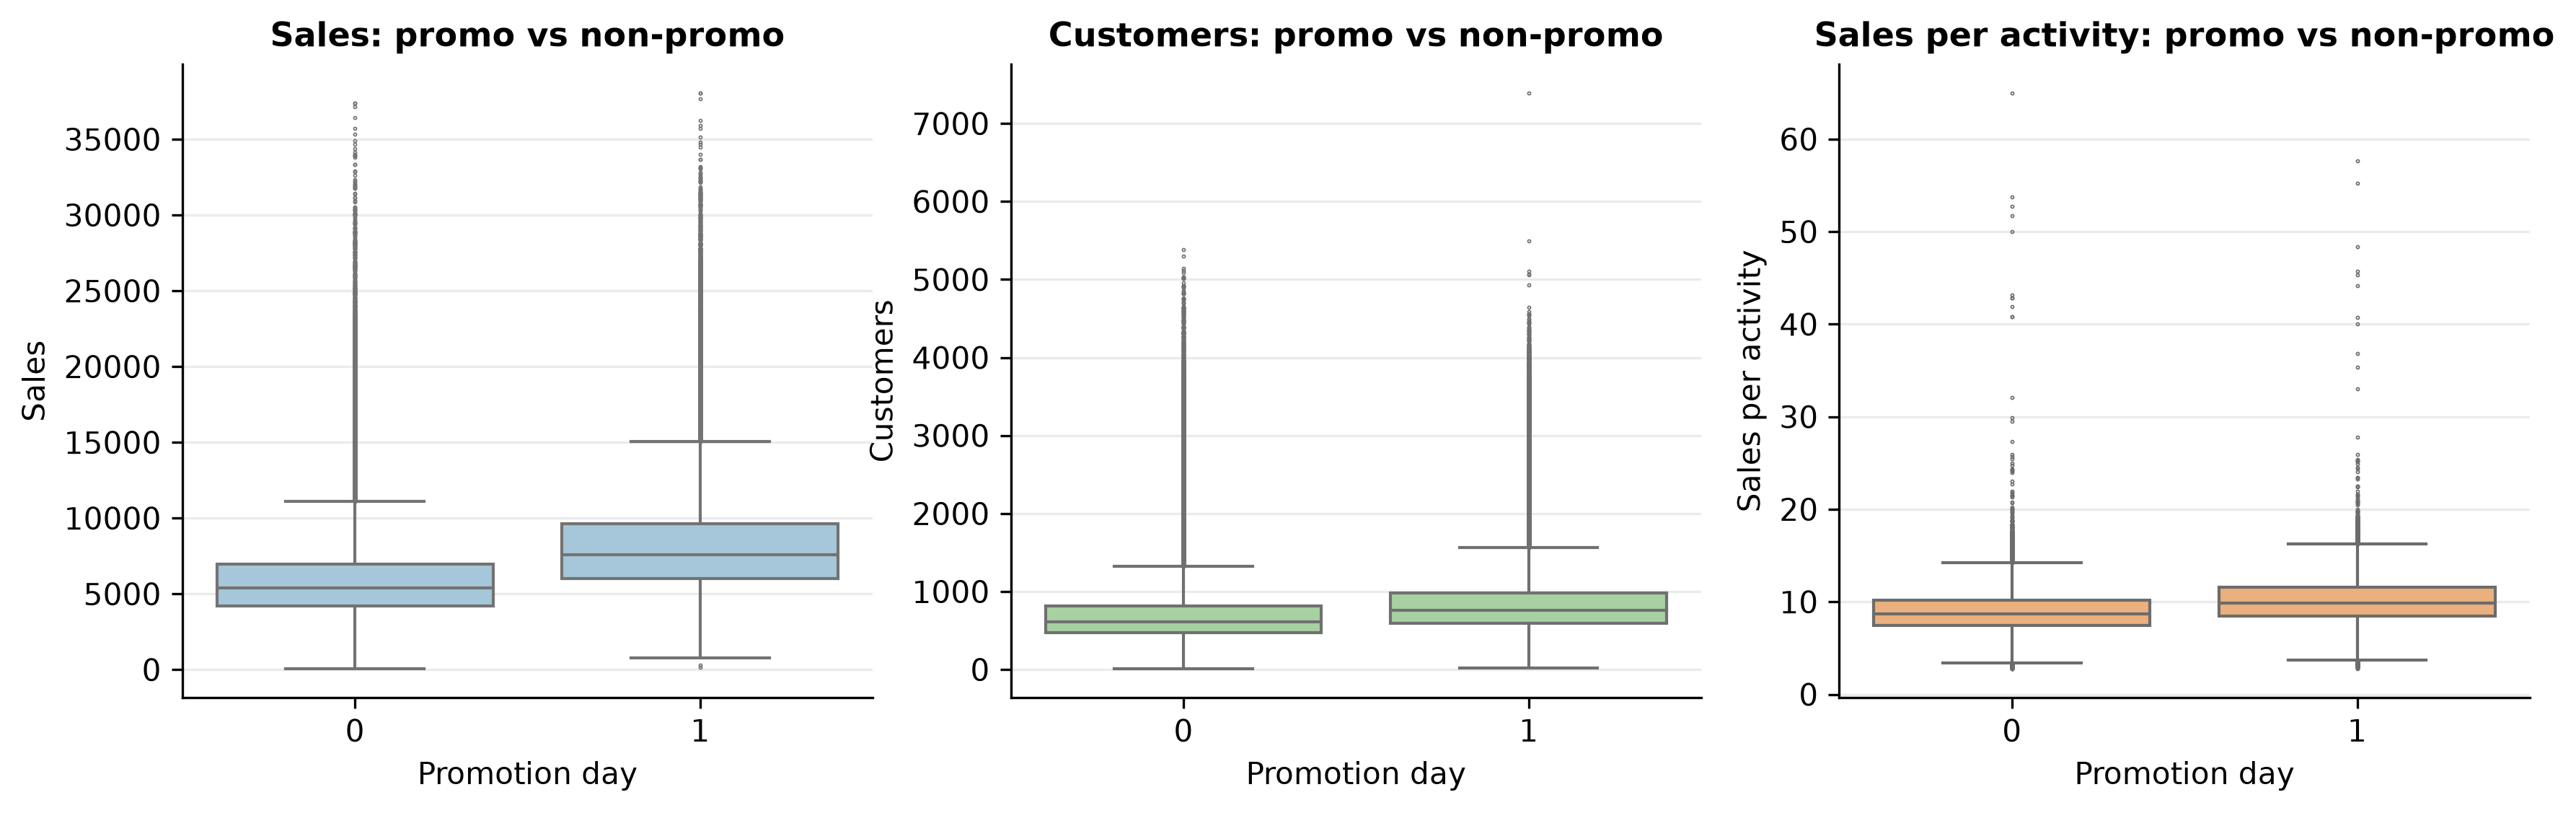 Sales: promo vs non-promo
Sales
35000
30000
25000
20000
15000
10000
5000
0
0 1
Promotion day
Customers: promo vs non-promo
Customers
7000
6000
5000
4000
3000
2000
1000
0
0 1
Promotion day
Sales per activity: promo vs non-promo
Sales per activity
60
50
40
30
20
10
0
0 1
Promotion day